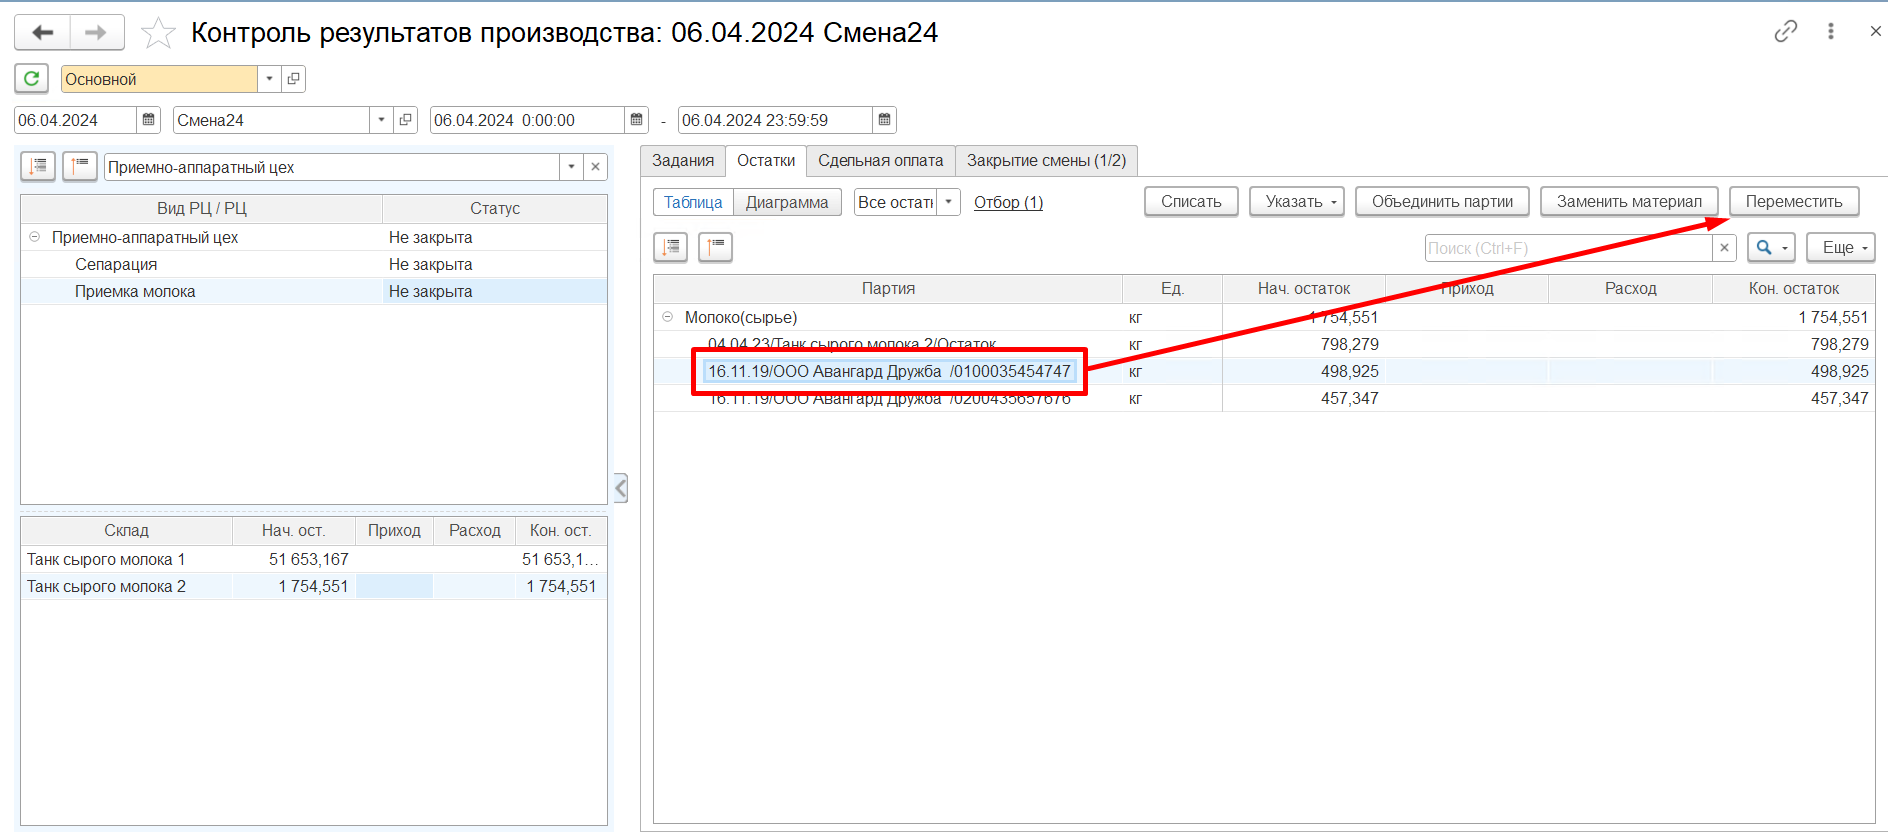 Контроль результатов производства: 06.04.2024 Смена24
Основной
06.04.2024 Смена24 06.04.2024 0:00:00 - 06.04.2024 23:59:59
Приемно-аппаратный цех
Вид РЦ / РЦ Статус
Приемно-аппаратный цех Не закрыта
Сепарация Не закрыта
Приемка молока Не закрыта
Склад Нач. ост. Приход Расход Кон. ост.
Танк сырого молока 1 51 653,167 51 653,1...
Танк сырого молока 2 1 754,551 1 754,551
Задания Остатки Сдельная оплата Закрытие смены (1/2)
Таблица Диаграмма Все остат Отбор (1) Списать Указать Объединить партии Заменить материал Переместить
Поиск (Ctrl+F) Еще
Партия Ед. Нач. остаток Приход Расход Кон. остаток
Молоко(сырье) кг 1 754,551 1 754,551
04.04.23/Танк сырого молока 2/Остаток кг 798,279 798,279
16.11.19/ООО Авангард Дружба /0100035454747 кг 498,925 498,925
16.11.19/ООО Авангард Дружба /0200435657676 кг 457,347 457,347